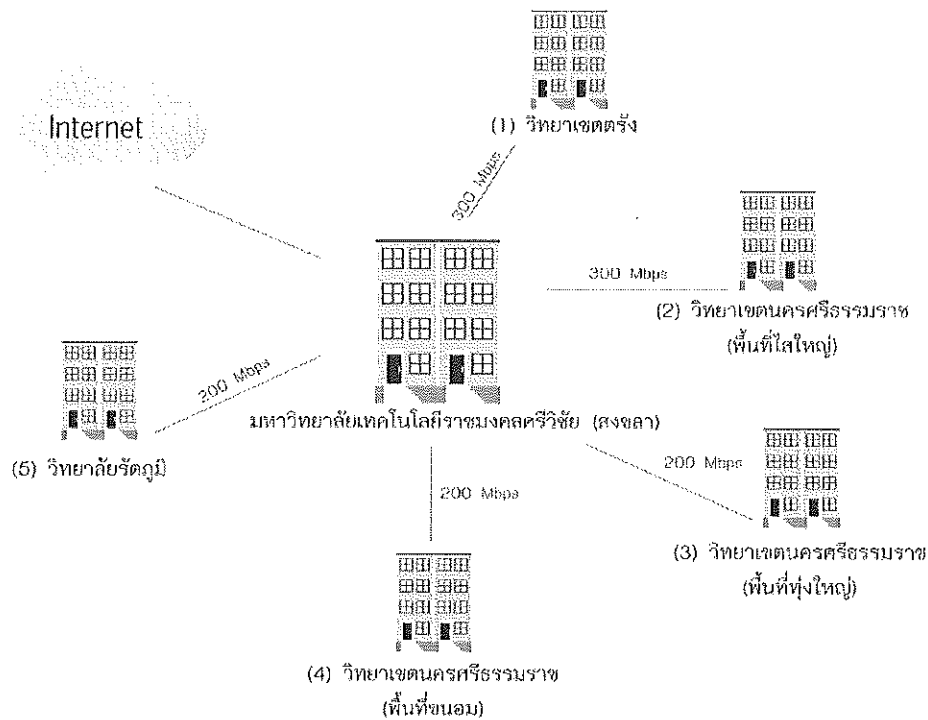 (1) วิทยาเขตตรัง
Internet
300 Mbps
300 Mbps
(2) วิทยาเขตนครศรีธรรมราช
(พื้นที่ไสใหญ่)
200 Mbps
(5) วิทยาลัยรัตภูมิ
มหาวิทยาลัยเทคโนโลยีราชมงคลศรีวิชัย (สงขลา)
200 Mbps
(3) วิทยาเขตนครศรีธรรมราช
(พื้นที่ทุ่งใหญ่)
200 Mbps
(4) วิทยาเขตนครศรีธรรมราช
(พื้นที่ขนอม)